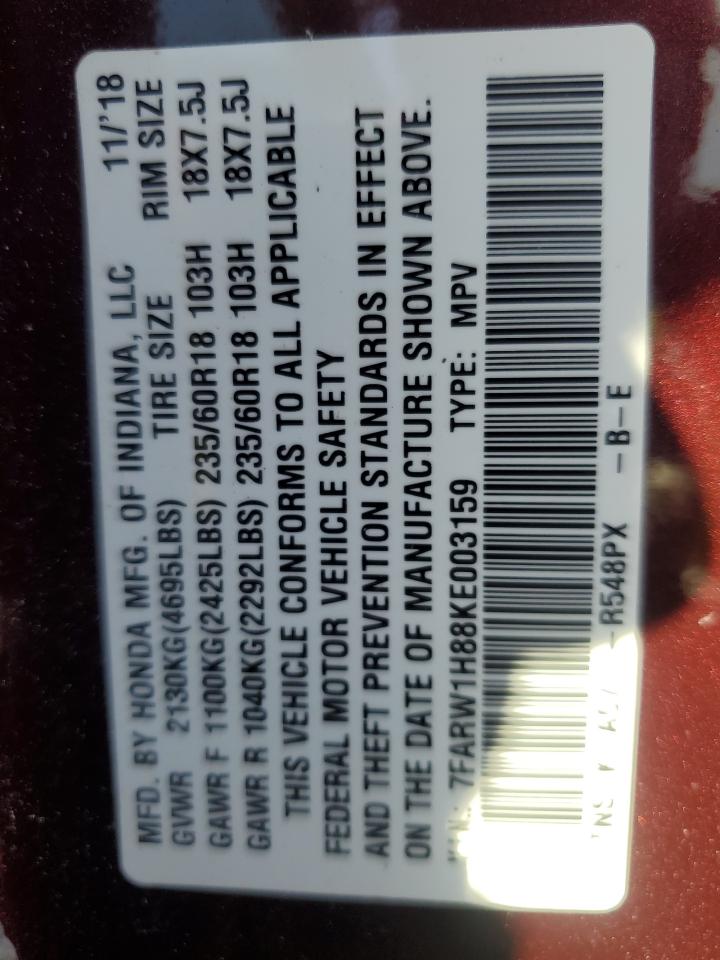 MFD. BY HONDA MFG. OF INDIANA, LLC 11/'18
GVWR 2130KG(4695LBS) TIRE SIZE RIM SIZE
GAWR F 1100KG(2425LBS) 235/60R18 103H 18X7.5J
GAWR R 1040KG(2292LBS) 235/60R18 103H 18X7.5J
THIS VEHICLE CONFORMS TO ALL APPLICABLE
FEDERAL MOTOR VEHICLE SAFETY
AND THEFT PREVENTION STANDARDS IN EFFECT
ON THE DATE OF MANUFACTURE SHOWN ABOVE.
7FARW1H88KE003159 TYPE: MPV
-R548PX -B-E